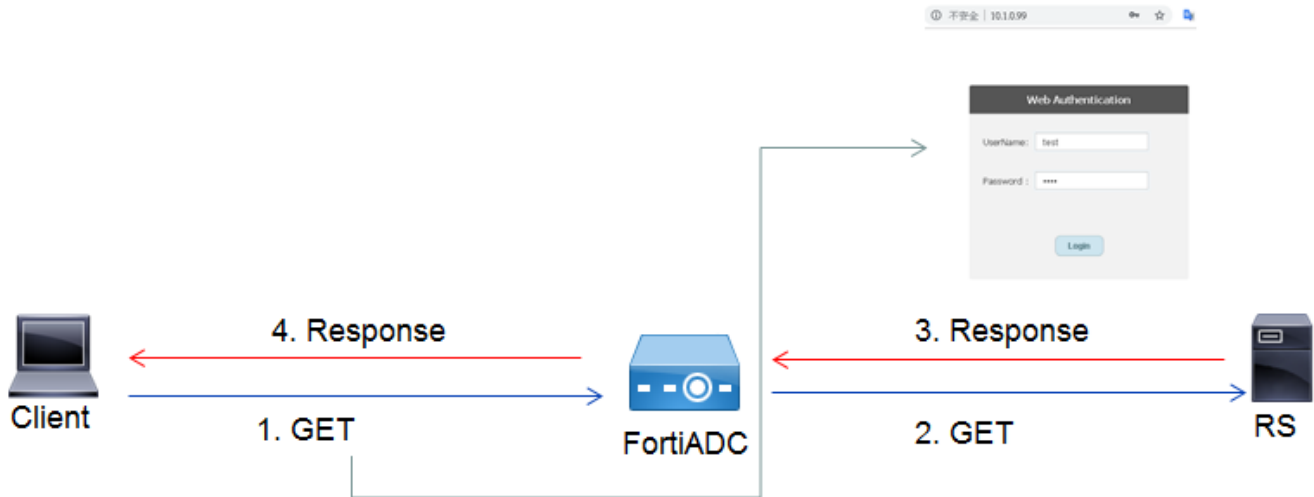 不安全 | 10.1.0.99
Web Authentication
UserName: test
Password : ••••
Login
4. Response
3. Response
Client
1. GET
FortiADC
2. GET
RS